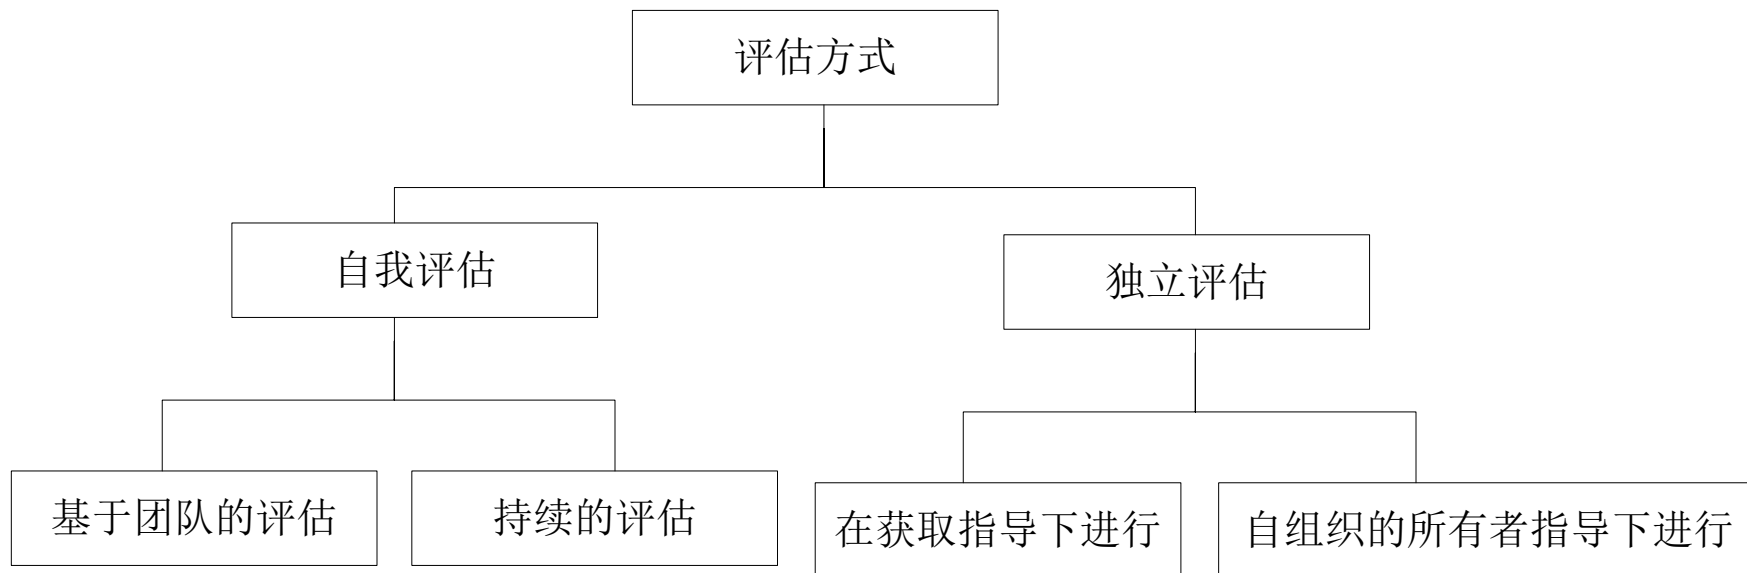 评估方式
自我评估
独立评估
基于团队的评估
持续的评估
在获取指导下进行
自组织的所有者指导下进行